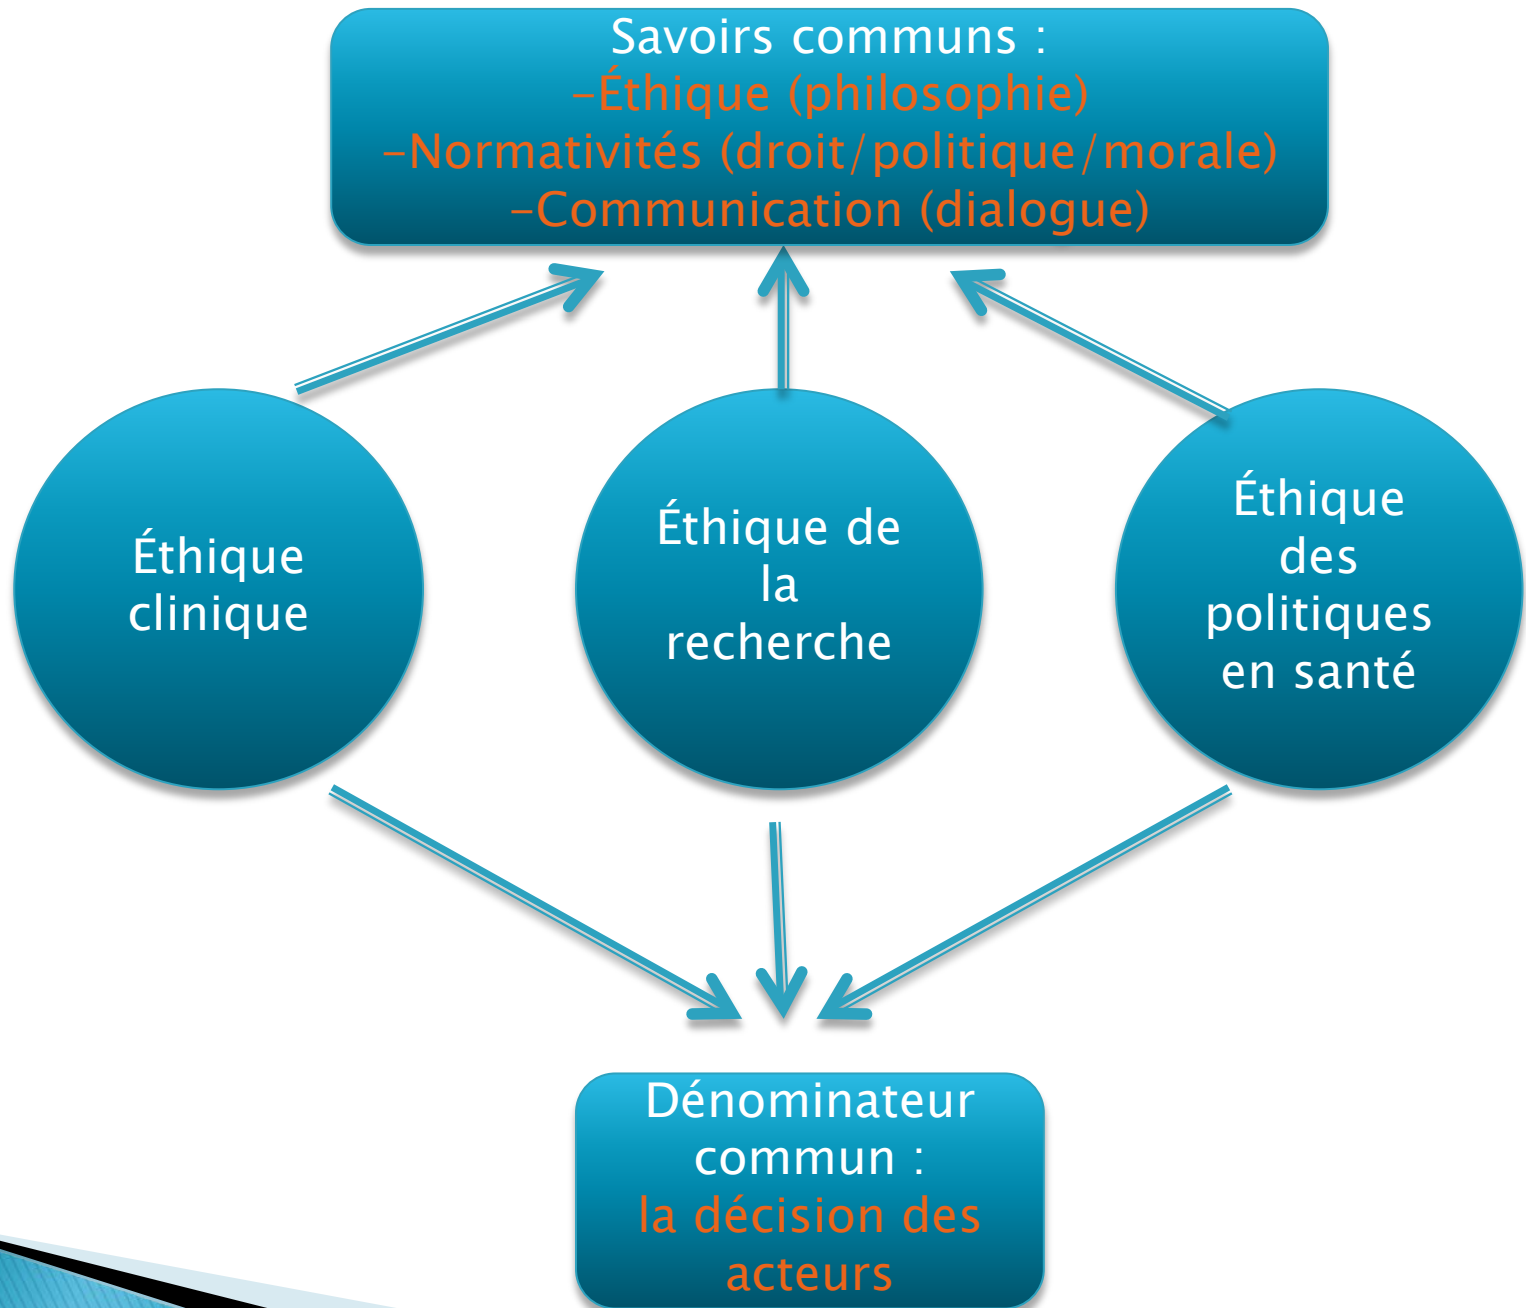 Savoirs communs :
-Éthique (philosophie)
-Normativités (droit/politique/morale)
-Communication (dialogue)
Éthique
clinique
Éthique de
la
recherche
Éthique
des
politiques
en santé
Dénominateur
commun :
la décision des
acteurs